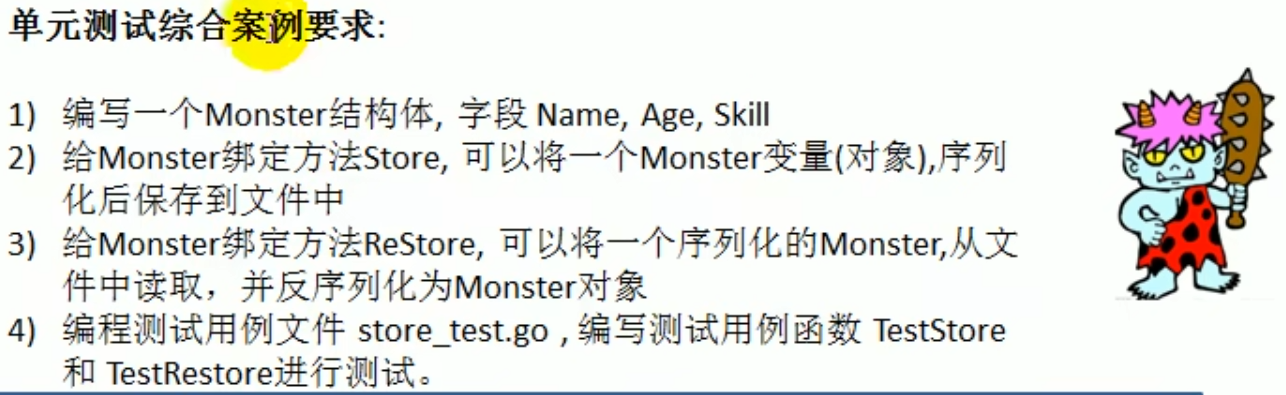 单元测试综合案例要求:
1) 编写一个Monster结构体, 字段 Name, Age, Skill
2) 给Monster绑定方法Store, 可以将一个Monster变量(对象),序列
化后保存到文件中
3) 给Monster绑定方法ReStore, 可以将一个序列化的Monster,从文
件中读取，并反序列化为Monster对象
4) 编程测试用例文件 store_test.go , 编写测试用例函数 TestStore
和 TestRestore进行测试。